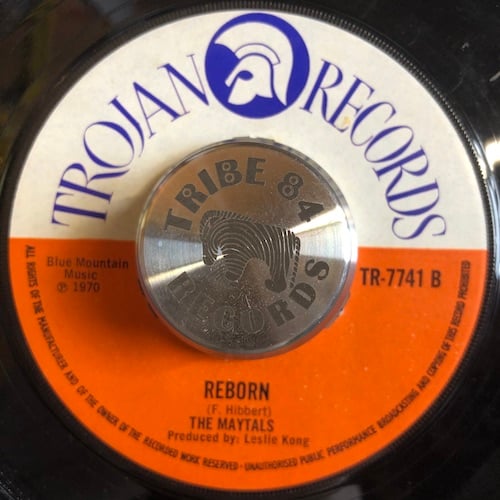 TROJAN RECORDS
TRIBE 84
RECORDS
Blue Mountain
Music
℗ 1970
TR-7741 B
REBORN
(F. Hibbert)
THE MAYTALS
Produced by: Leslie Kong
ALL RIGHTS OF THE MANUFACTURER AND OF THE OWNER OF THE RECORDED WORK RESERVED-UNAUTHORISED PUBLIC PERFORMANCE BROADCASTING AND COPYING OF THIS RECORD PROHIBITED